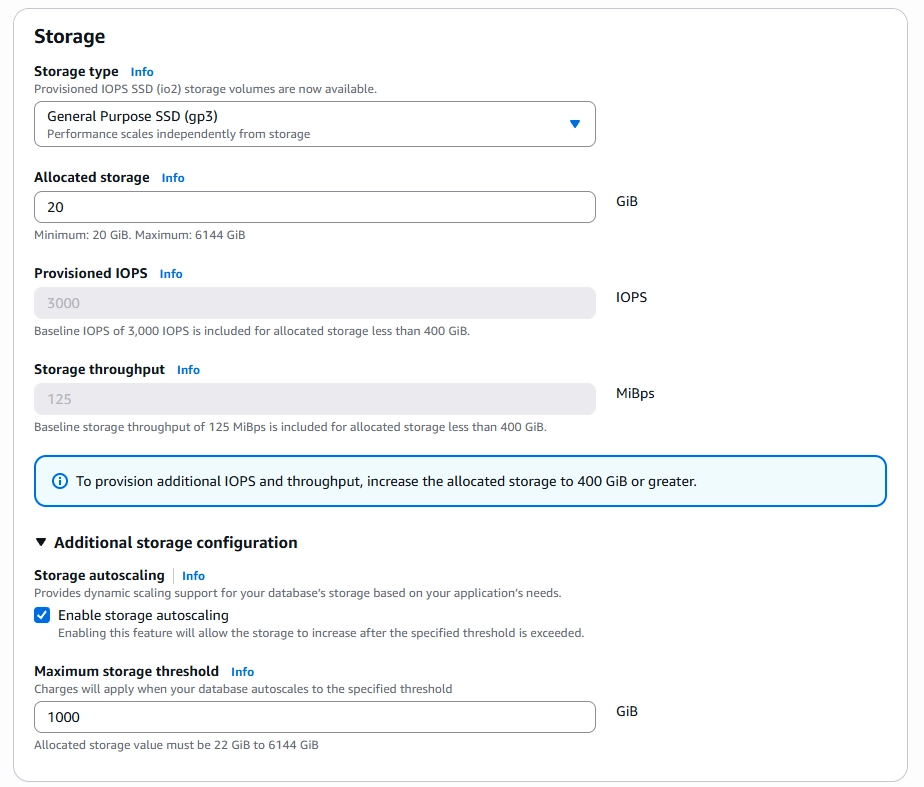 Storage
Storage type Info
Provisioned IOPS SSD (io2) storage volumes are now available.
General Purpose SSD (gp3)
Performance scales independently from storage
Allocated storage Info
20 GiB
Minimum: 20 GiB. Maximum: 6144 GiB
Provisioned IOPS Info
3000 IOPS
Baseline IOPS of 3,000 IOPS is included for allocated storage less than 400 GiB.
Storage throughput Info
125 MiBps
Baseline storage throughput of 125 MiBps is included for allocated storage less than 400 GiB.
To provision additional IOPS and throughput, increase the allocated storage to 400 GiB or greater.
Additional storage configuration
Storage autoscaling Info
Provides dynamic scaling support for your database's storage based on your application's needs.
Enable storage autoscaling
Enabling this feature will allow the storage to increase after the specified threshold is exceeded.
Maximum storage threshold Info
Charges will apply when your database autoscales to the specified threshold
1000 GiB
Allocated storage value must be 22 GiB to 6144 GiB